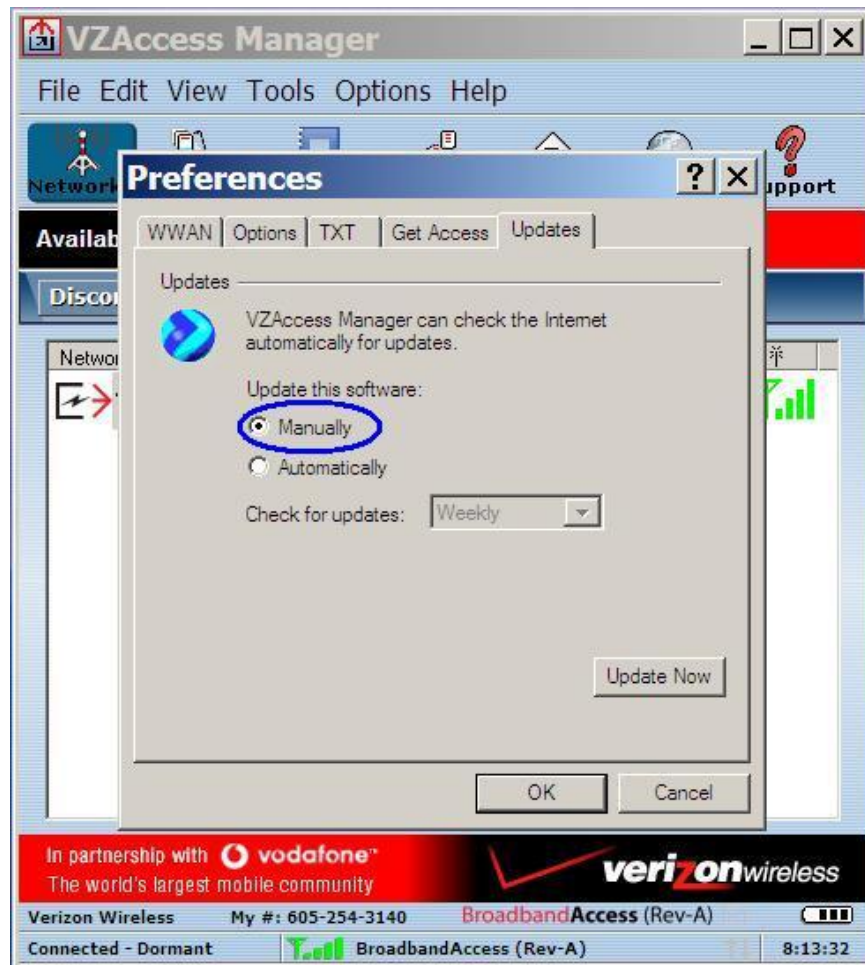 VZAccess Manager
File Edit View Tools Options Help
Network
Preferences
pport
Availab
WWAN Options TXT Get Access Updates
Updates
Discon
VZAccess Manager can check the Internet
automatically for updates.
Networ
Update this software:
Manually
Automatically
Check for updates: Weekly
Update Now
OK Cancel
In partnership with vodafone™
The world's largest mobile community
verizonwireless
Verizon Wireless My #: 605-254-3140 BroadbandAccess (Rev-A)
Connected - Dormant BroadbandAccess (Rev-A) 8:13:32